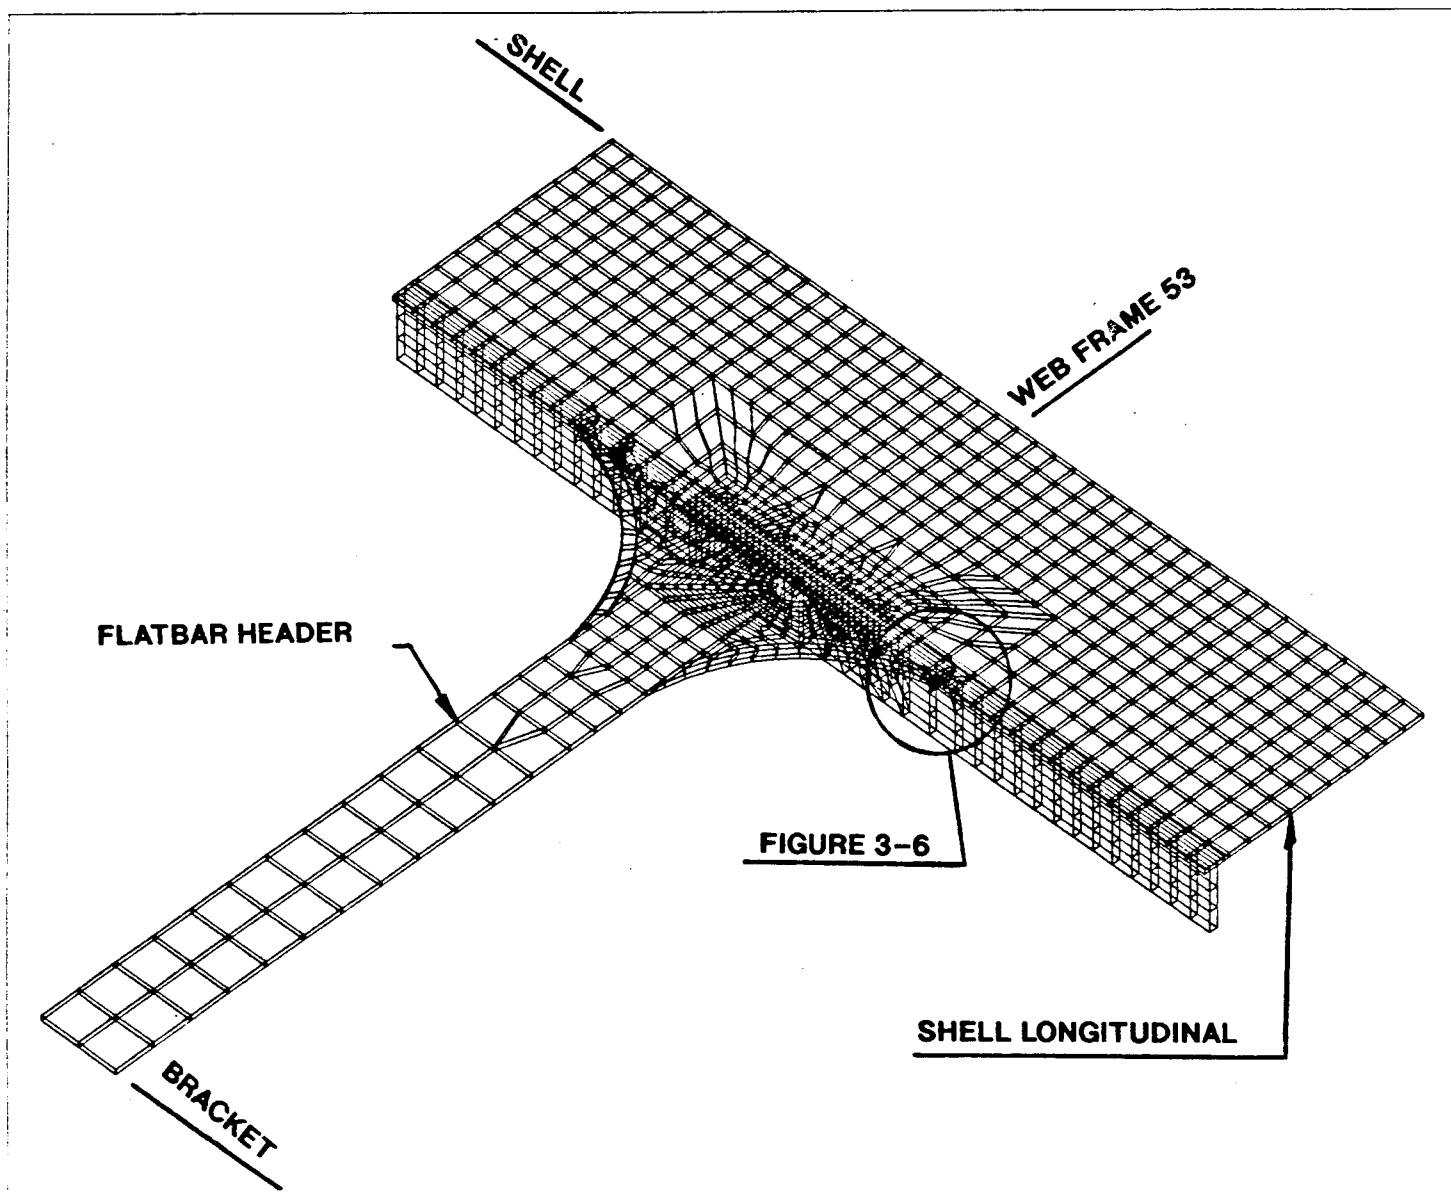 SHELL
WEB FRAME 53
FLATBAR HEADER
FIGURE 3-6
SHELL LONGITUDINAL
BRACKET